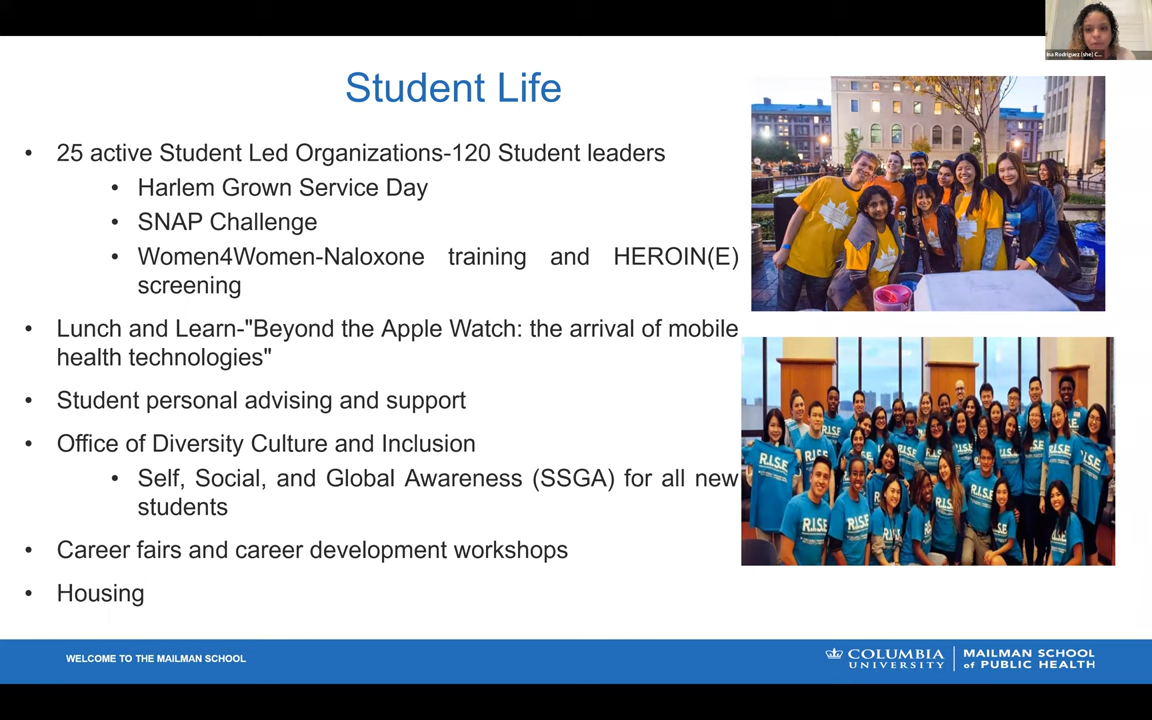 Ina Rodriguez (she) C...
Student Life
• 25 active Student Led Organizations-120 Student leaders
• Harlem Grown Service Day
• SNAP Challenge
• Women4Women-Naloxone training and HEROIN(E)
screening
• Lunch and Learn-"Beyond the Apple Watch: the arrival of mobile
health technologies"
• Student personal advising and support
• Office of Diversity Culture and Inclusion
• Self, Social, and Global Awareness (SSGA) for all new
students
• Career fairs and career development workshops
• Housing
R.I.S.E
R.I.S.E
R.I.S.E
R.I.S.E
R.I.S.E
WELCOME TO THE MAILMAN SCHOOL
COLUMBIA
UNIVERSITY
MAILMAN SCHOOL
of PUBLIC HEALTH